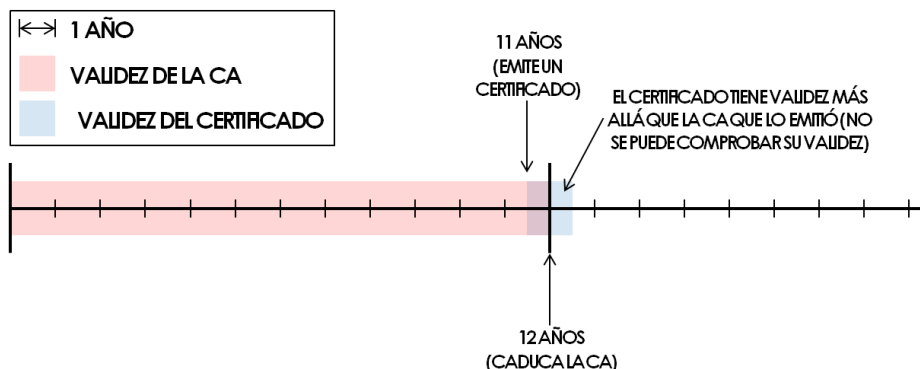 1 AÑO
VALIDEZ DE LA CA
VALIDEZ DEL CERTIFICADO
11 AÑOS
(EMITE UN
CERTIFICADO)
EL CERTIFICADO TIENE VALIDEZ MÁS
ALLÁ QUE LA CA QUE LO EMITIÓ (NO
SE PUEDE COMPROBAR SU VALIDEZ)
12 AÑOS
(CADUCA LA CA)